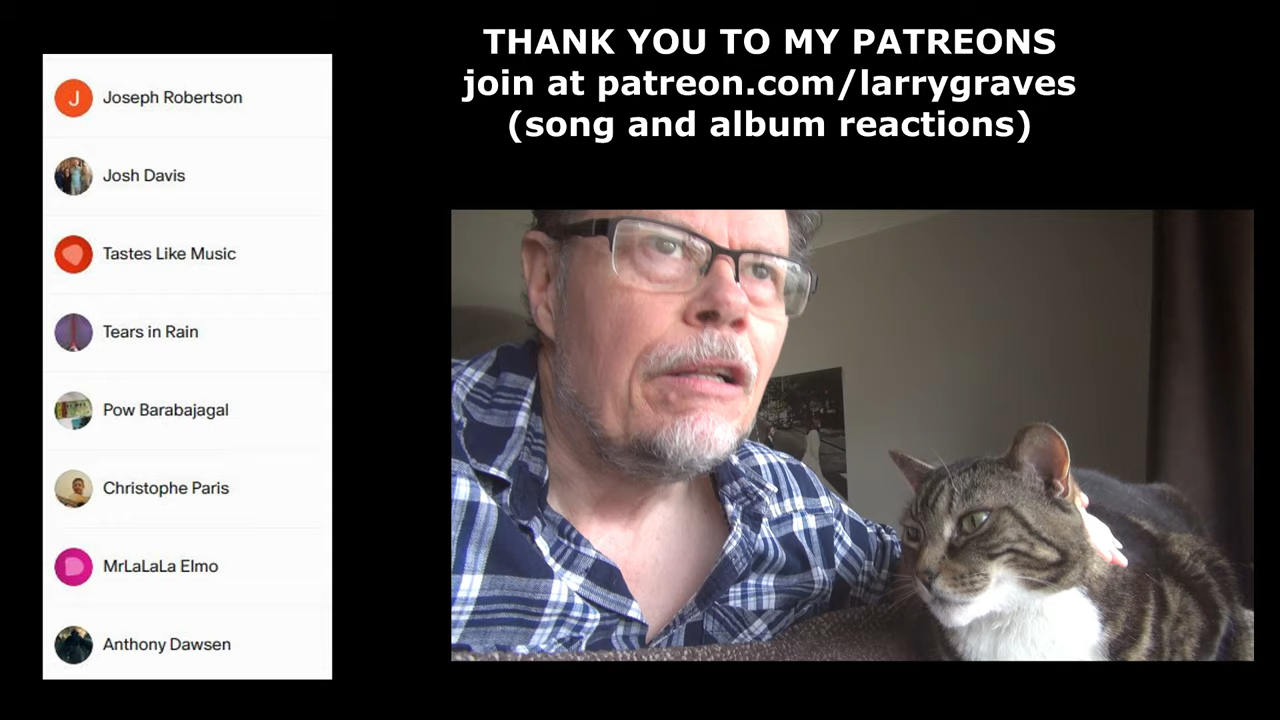 THANK YOU TO MY PATREONS
join at patreon.com/larrygraves
(song and album reactions)
J
Joseph Robertson
Josh Davis
Tastes Like Music
Tears in Rain
Pow Barabajagal
Christophe Paris
MrLaLaLa Elmo
Anthony Dawsen